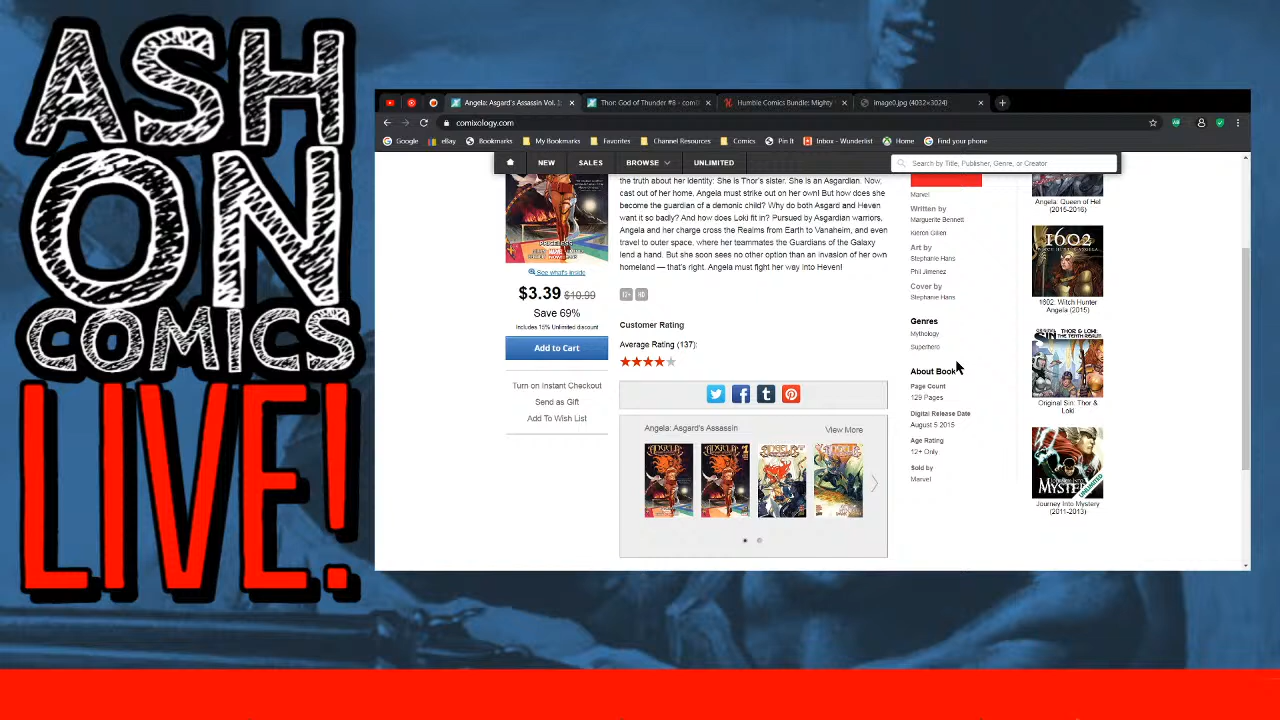 ASH
ON
COMICS
LIVE!
Angela: Asgard's Assassin Vol. 1:
Thor: God of Thunder #8 - comi
Humble Comics Bundle: Mighty
image0.jpg (4032×3024)
comixology.com
Google
eBay
Bookmarks
My Bookmarks
Favorites
Channel Resources
Comics
Pin It
Inbox - Wunderlist
Home
Find your phone
NEW
SALES
BROWSE
UNLIMITED
Search by Title, Publisher, Genre, or Creator
the truth about her identity: She is Thor's sister. She is an Asgardian. Now,
cast out of her home, Angela must strike out on her own! But how does she
become the guardian of a demonic child? Why do both Asgard and Heven
want it so badly? And how does Loki fit in? Pursued by Asgardian warriors,
Angela and her charge cross the Realms from Earth to Vanaheim, and even
travel to outer space, where her teammates the Guardians of the Galaxy
lend a hand. But she soon sees no other option than an invasion of her own
homeland — that's right. Angela must fight her way into Heven!
See what's inside
$3.39 $10.99
Save 69%
Includes 15% Unlimited discount
Add to Cart
Turn on Instant Checkout
Send as Gift
Add To Wish List
Customer Rating
Average Rating (137):
Angela: Asgard's Assassin
View More
Marvel
Written by
Marguerite Bennett
Kieron Gillen
Art by
Stephanie Hans
Phil Jimenez
Cover by
Stephanie Hans
Genres
Mythology
Superhero
About Book
Page Count
129 Pages
Digital Release Date
August 5 2015
Age Rating
12+ Only
Sold by
Marvel
Angela: Queen of Hel
(2015-2016)
1602
1602: Witch Hunter
Angela (2015)
SIN THOR & LOKI
Original Sin: Thor &
Loki
Journey Into Mystery
(2011-2013)